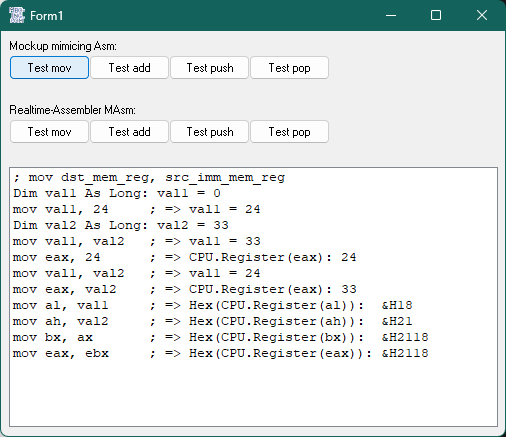 Form1
Mockup mimicing Asm:
Test mov Test add Test push Test pop
Realtime-Assembler MAsm:
Test mov Test add Test push Test pop
; mov dst_mem_reg, src_imm_mem_reg
Dim val1 As Long: val1 = 0
mov val1, 24     ; => val1 = 24
Dim val2 As Long: val2 = 33
mov val1, val2   ; => val1 = 33
mov eax, 24      ; => CPU.Register(eax): 24
mov val1, val2   ; => val1 = 24
mov eax, val2    ; => CPU.Register(eax): 33
mov al, val1     ; => Hex(CPU.Register(al)):  &H18
mov ah, val2     ; => Hex(CPU.Register(ah)):  &H21
mov bx, ax       ; => Hex(CPU.Register(bx)):  &H2118
mov eax, ebx     ; => Hex(CPU.Register(eax)): &H2118